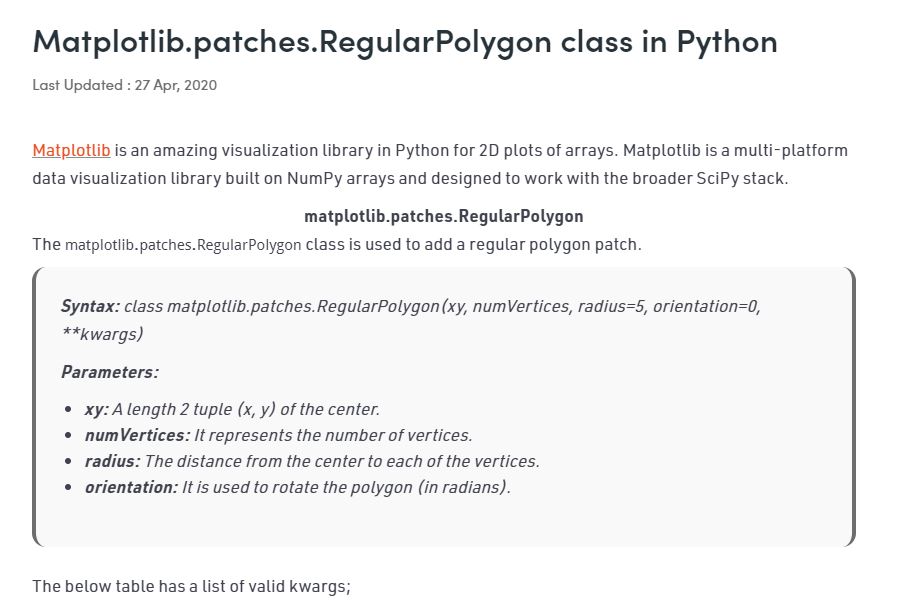 Matplotlib.patches.RegularPolygon class in Python
Last Updated : 27 Apr, 2020
Matplotlib is an amazing visualization library in Python for 2D plots of arrays. Matplotlib is a multi-platform
data visualization library built on NumPy arrays and designed to work with the broader SciPy stack.
matplotlib.patches.RegularPolygon
The matplotlib.patches.RegularPolygon class is used to add a regular polygon patch.
Syntax: class matplotlib.patches.RegularPolygon(xy, numVertices, radius=5, orientation=0,
**kwargs)
Parameters:
• xy: A length 2 tuple (x, y) of the center.
• numVertices: It represents the number of vertices.
• radius: The distance from the center to each of the vertices.
• orientation: It is used to rotate the polygon (in radians).
The below table has a list of valid kwargs;